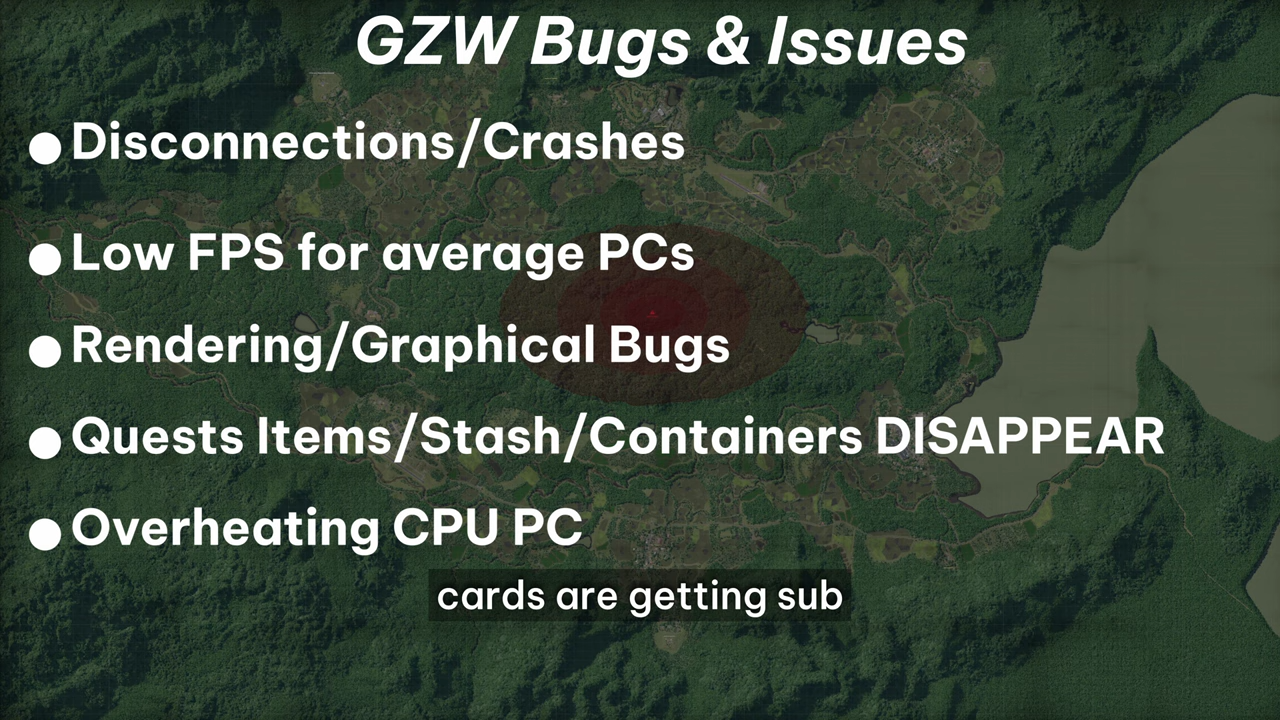 GZW Bugs & Issues
● Disconnections/Crashes
● Low FPS for average PCs
● Rendering/Graphical Bugs
● Quests Items/Stash/Containers DISAPPEAR
● Overheating CPU PC
cards are getting sub